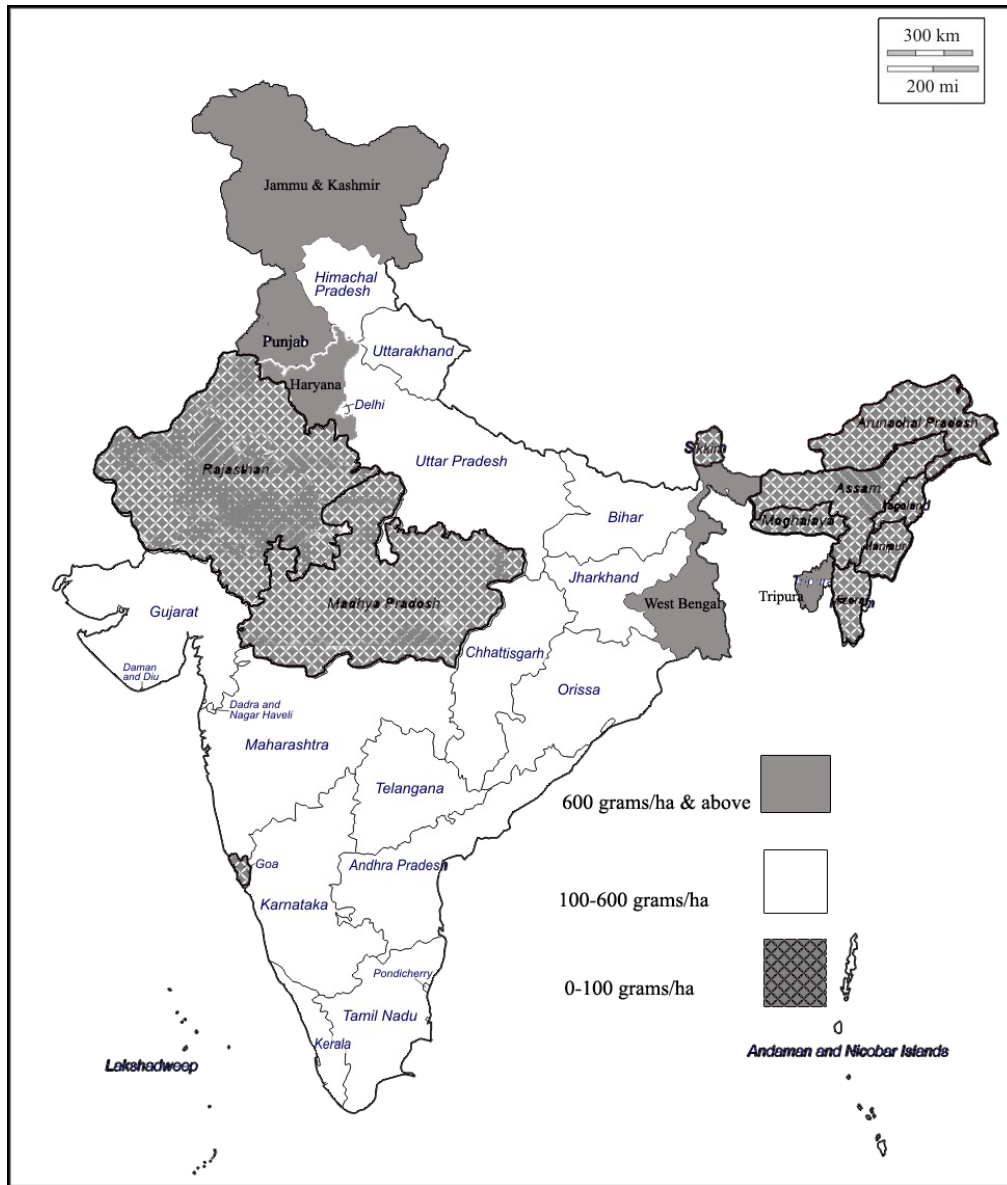 300 km
200 mi
Jammu & Kashmir
Himachal
Pradesh
Punjab
Uttarakhand
Haryana
Delhi
Rajasthan
Uttar Pradesh
Sikkim
Arunachal Pradesh
Assam
Bihar
Nagaland
Meghalaya
Manipur
Jharkhand
Tripura
Tripura
Mizoram
West Bengal
Madhya Pradesh
Gujarat
Chhattisgarh
Daman
and Diu
Orissa
Dadra and
Nagar Haveli
Maharashtra
Telangana
600 grams/ha & above
Goa
Andhra Pradesh
Karnataka
100-600 grams/ha
Pondicherry
0-100 grams/ha
Tamil Nadu
Kerala
Lakshadweep
Andaman and Nicobar Islands